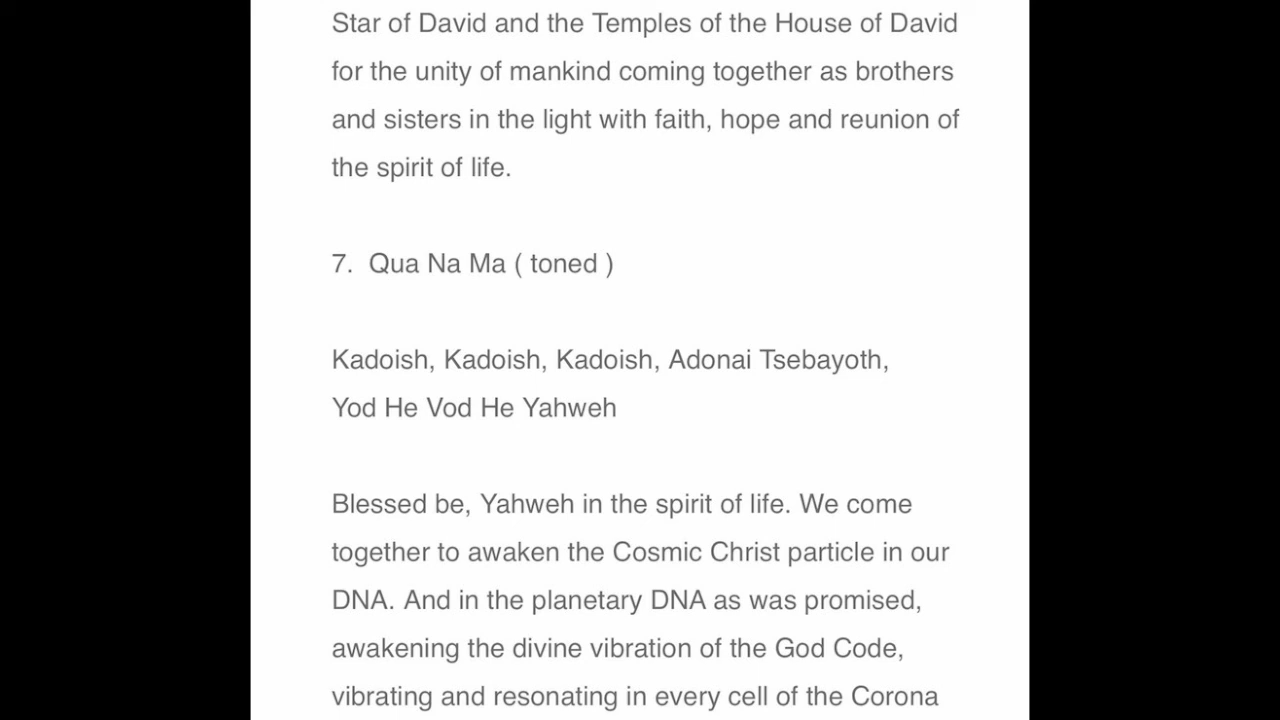 Star of David and the Temples of the House of David
for the unity of mankind coming together as brothers
and sisters in the light with faith, hope and reunion of
the spirit of life.
7.  Qua Na Ma ( toned )
Kadoish, Kadoish, Kadoish, Adonai Tsebayoth,
Yod He Vod He Yahweh
Blessed be, Yahweh in the spirit of life. We come
together to awaken the Cosmic Christ particle in our
DNA. And in the planetary DNA as was promised,
awakening the divine vibration of the God Code,
vibrating and resonating in every cell of the Corona